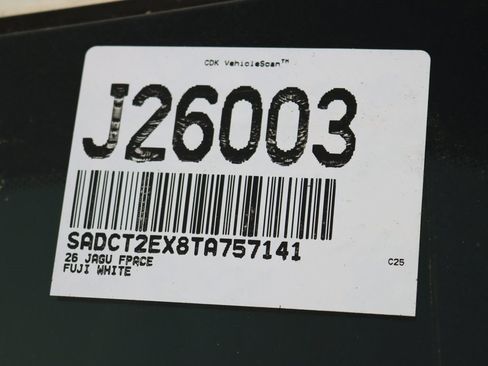 CDK VehicleScan™
J26003
SADCT2EX8TA757141
26 JAGU FPACE
FUJI WHITE
C25